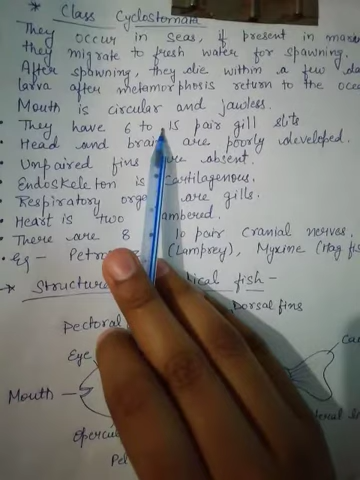 * Class Cyclostomata
They occur in seas, if present in
they migrate to fresh water for spawning.
After spawning, they die within a few
larva after metamorphosis return to the
Mouth is circular and jawless.
• They have 6 to 15 pair gill slits
• Head and brain are poorly developed.
• Unpaired fins are absent.
• Endoskeleton is cartilagenous.
• Respiratory are gills.
• Heart is two
• There are 8 10 pair cranial nerves.
• Eg - (Lamprey), Myxine (Hag
→ Structure fish -
Dorsal fins
Pectoral
Eye
Mouth